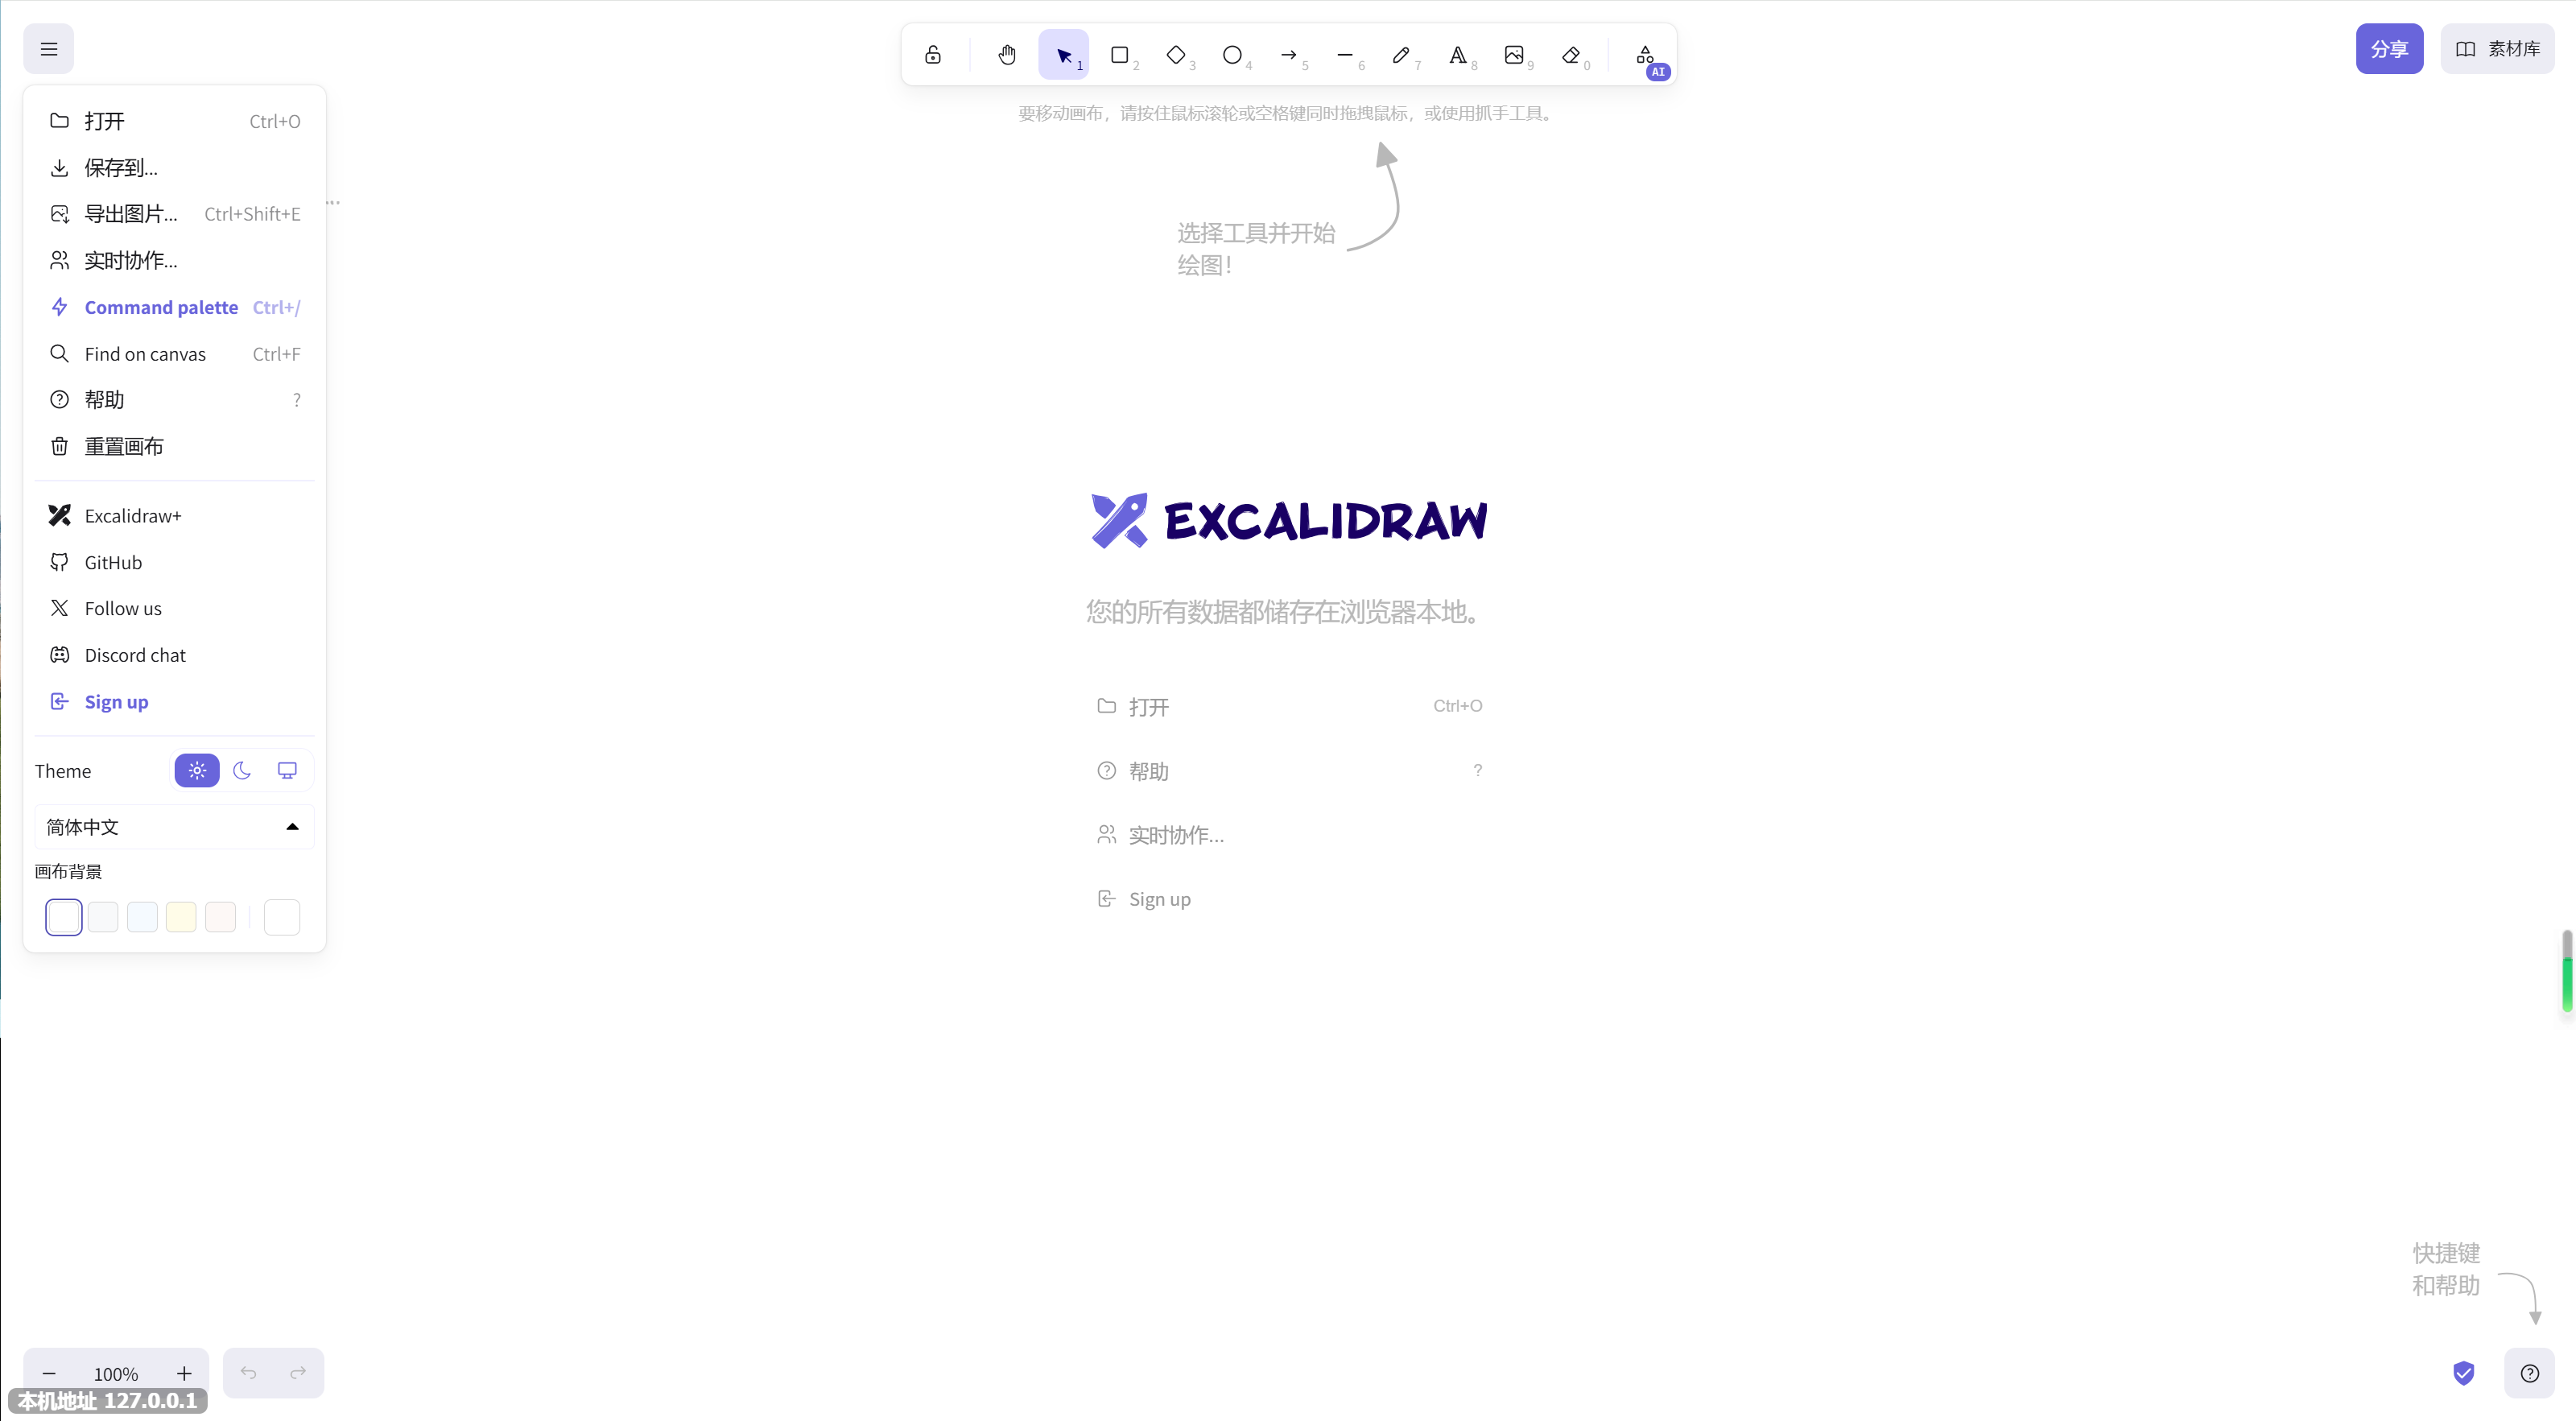 1
2
3
4
5
6
7
8
9
0
AI
分享
素材库
要移动画布，请按住鼠标滚轮或空格键同时拖拽鼠标，或使用抓手工具。
打开 Ctrl+O
保存到...
导出图片... Ctrl+Shift+E
实时协作...
Command palette Ctrl+/
Find on canvas Ctrl+F
帮助 ?
重置画布
Excalidraw+
GitHub
Follow us
Discord chat
Sign up
Theme
简体中文
画布背景
...
选择工具并开始
绘图！
EXCALIDRAW
您的所有数据都储存在浏览器本地。
打开 Ctrl+O
帮助 ?
实时协作...
Sign up
快捷键
和帮助
100%
本机地址 127.0.0.1